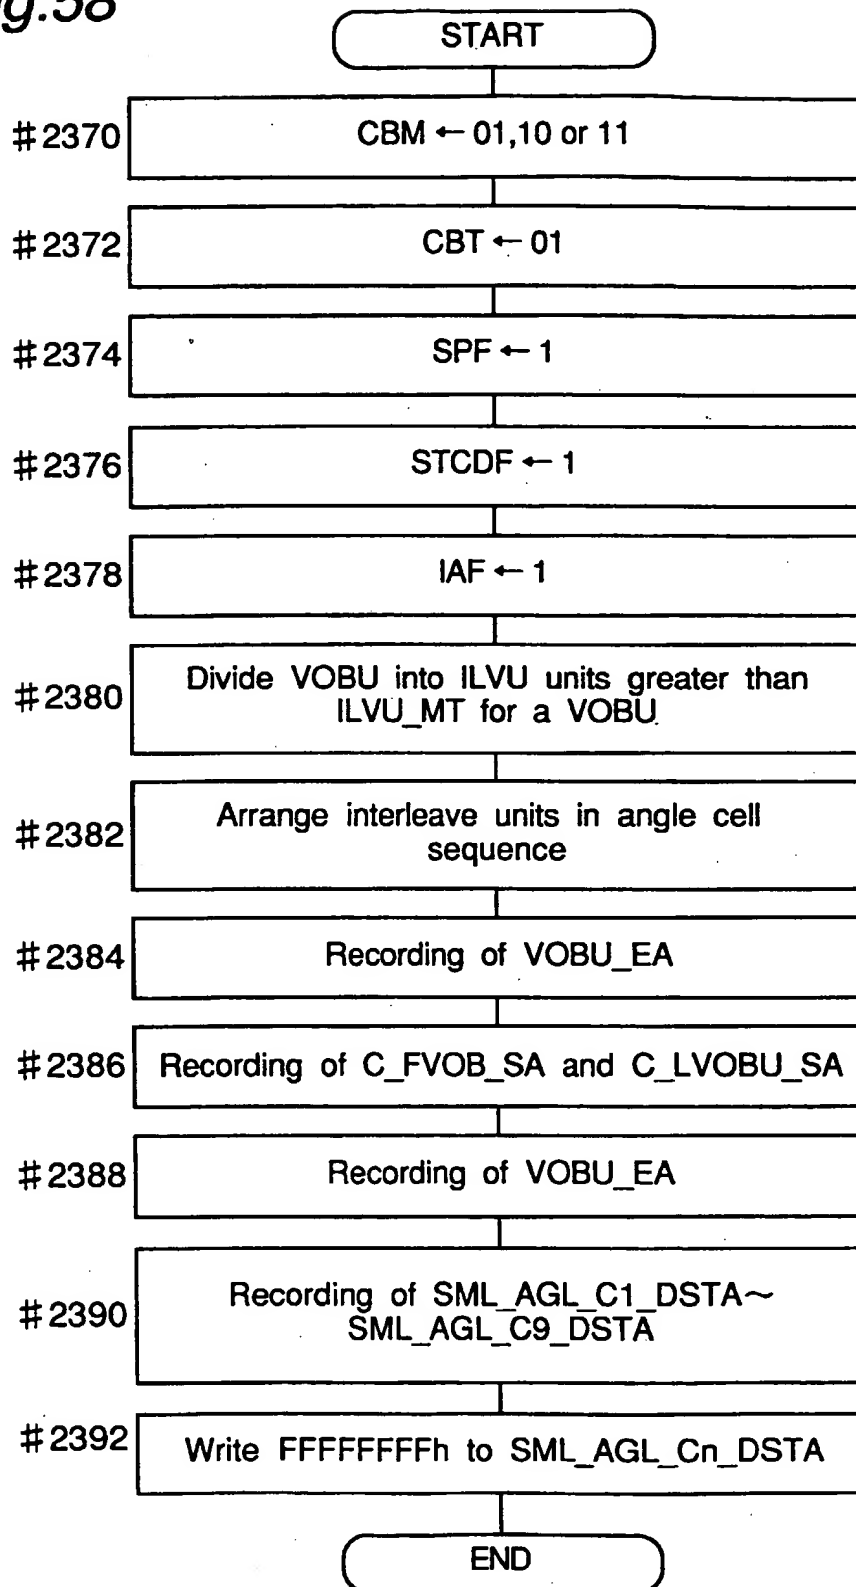 g.58
START
#2370
CBM ← 01,10 or 11
#2372
CBT ← 01
#2374
SPF ← 1
#2376
STCDF ← 1
#2378
IAF ← 1
#2380
Divide VOBU into ILVU units greater than
ILVU_MT for a VOBU
#2382
Arrange interleave units in angle cell
sequence
#2384
Recording of VOBU_EA
#2386
Recording of C_FVOB_SA and C_LVOBU_SA
#2388
Recording of VOBU_EA
#2390
Recording of SML_AGL_C1_DSTA~
SML_AGL_C9_DSTA
#2392
Write FFFFFFFFh to SML_AGL_Cn_DSTA
END